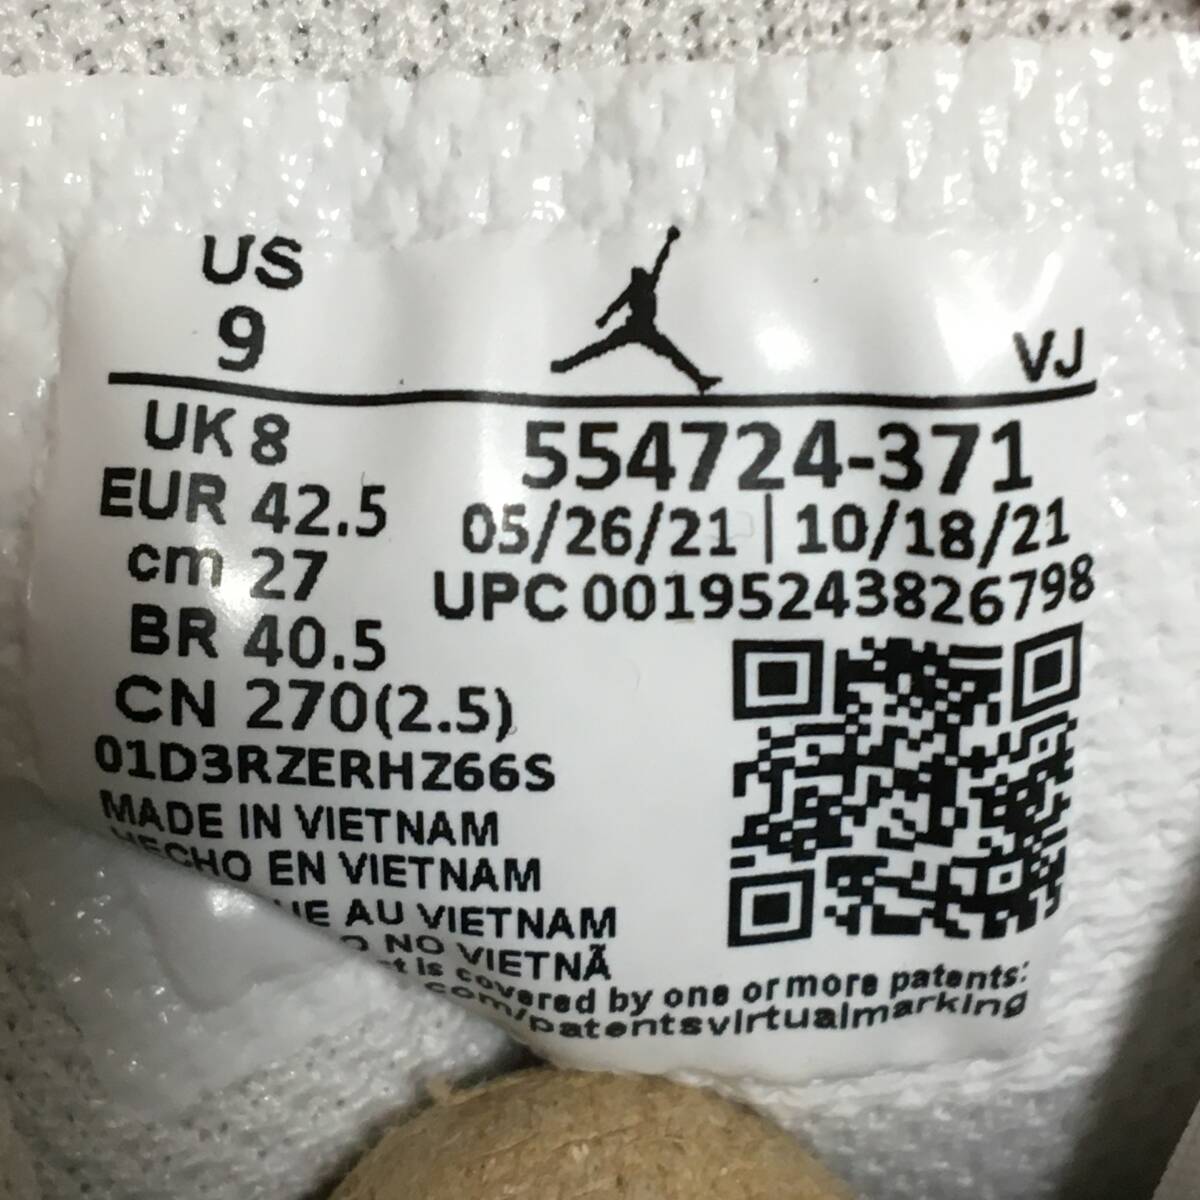 US
9
VJ
UK 8
EUR 42.5
cm 27
BR 40.5
CN 270(2.5)
554724-371
05/26/21 | 10/18/21
UPC 00195243826798
01D3RZERHZ66S
MADE IN VIETNAM
HECHO EN VIETNAM
AU VIETNAM
NO VIETNÃ
is covered by one or more patents:
.com/patentsvirtualmarking